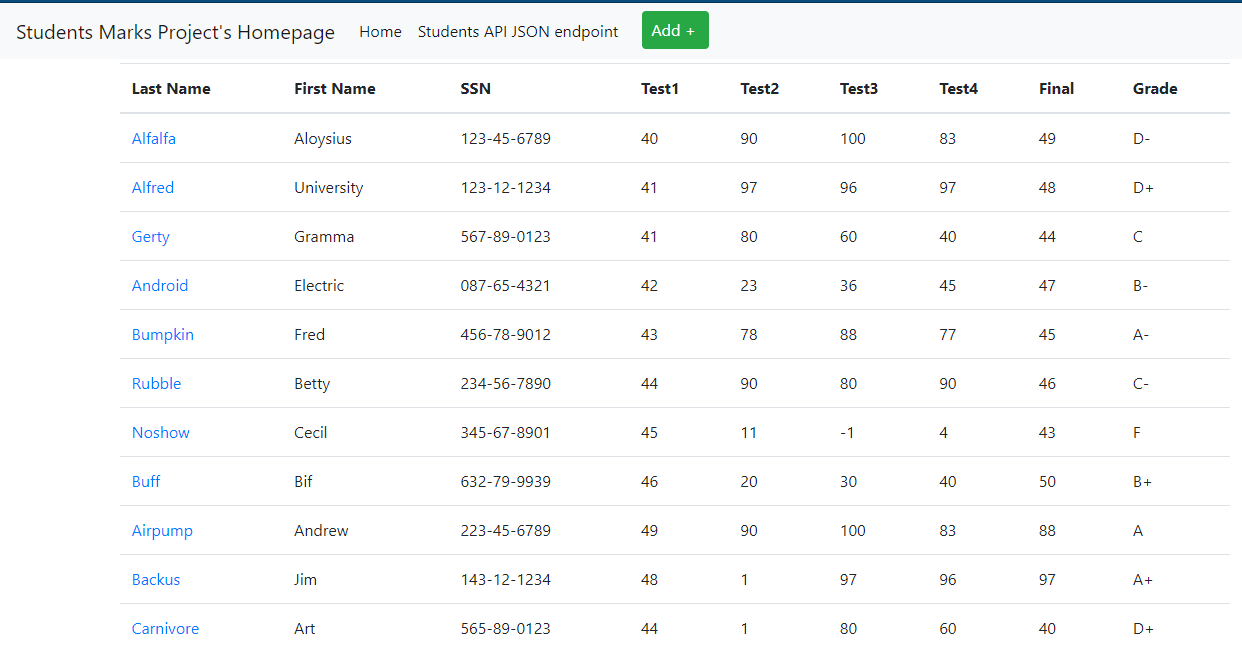 Students Marks Project's Homepage Home Students API JSON endpoint Add +
Last Name First Name SSN Test1 Test2 Test3 Test4 Final Grade
Alfalfa Aloysius 123-45-6789 40 90 100 83 49 D-
Alfred University 123-12-1234 41 97 96 97 48 D+
Gerty Gramma 567-89-0123 41 80 60 40 44 C
Android Electric 087-65-4321 42 23 36 45 47 B-
Bumpkin Fred 456-78-9012 43 78 88 77 45 A-
Rubble Betty 234-56-7890 44 90 80 90 46 C-
Noshow Cecil 345-67-8901 45 11 -1 4 43 F
Buff Bif 632-79-9939 46 20 30 40 50 B+
Airpump Andrew 223-45-6789 49 90 100 83 88 A
Backus Jim 143-12-1234 48 1 97 96 97 A+
Carnivore Art 565-89-0123 44 1 80 60 40 D+